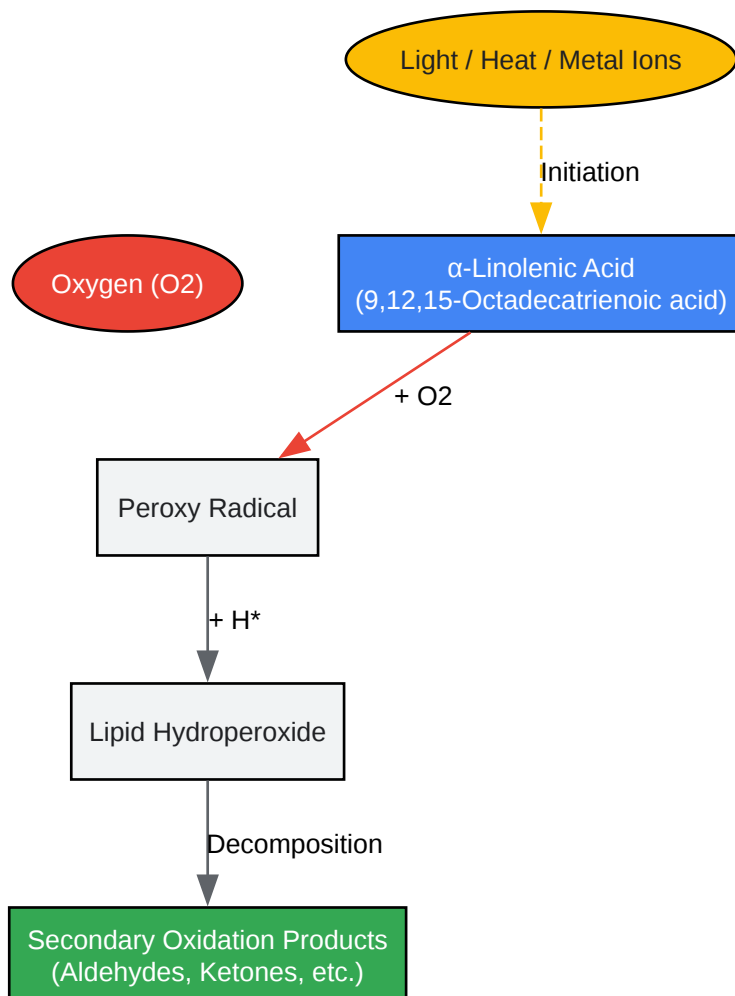 Light / Heat / Metal Ions
Initiation
Oxygen (O2)
α-Linolenic Acid
(9,12,15-Octadecatrienoic acid)
+ O2
Peroxy Radical
+ H*
Lipid Hydroperoxide
Decomposition
Secondary Oxidation Products
(Aldehydes, Ketones, etc.)